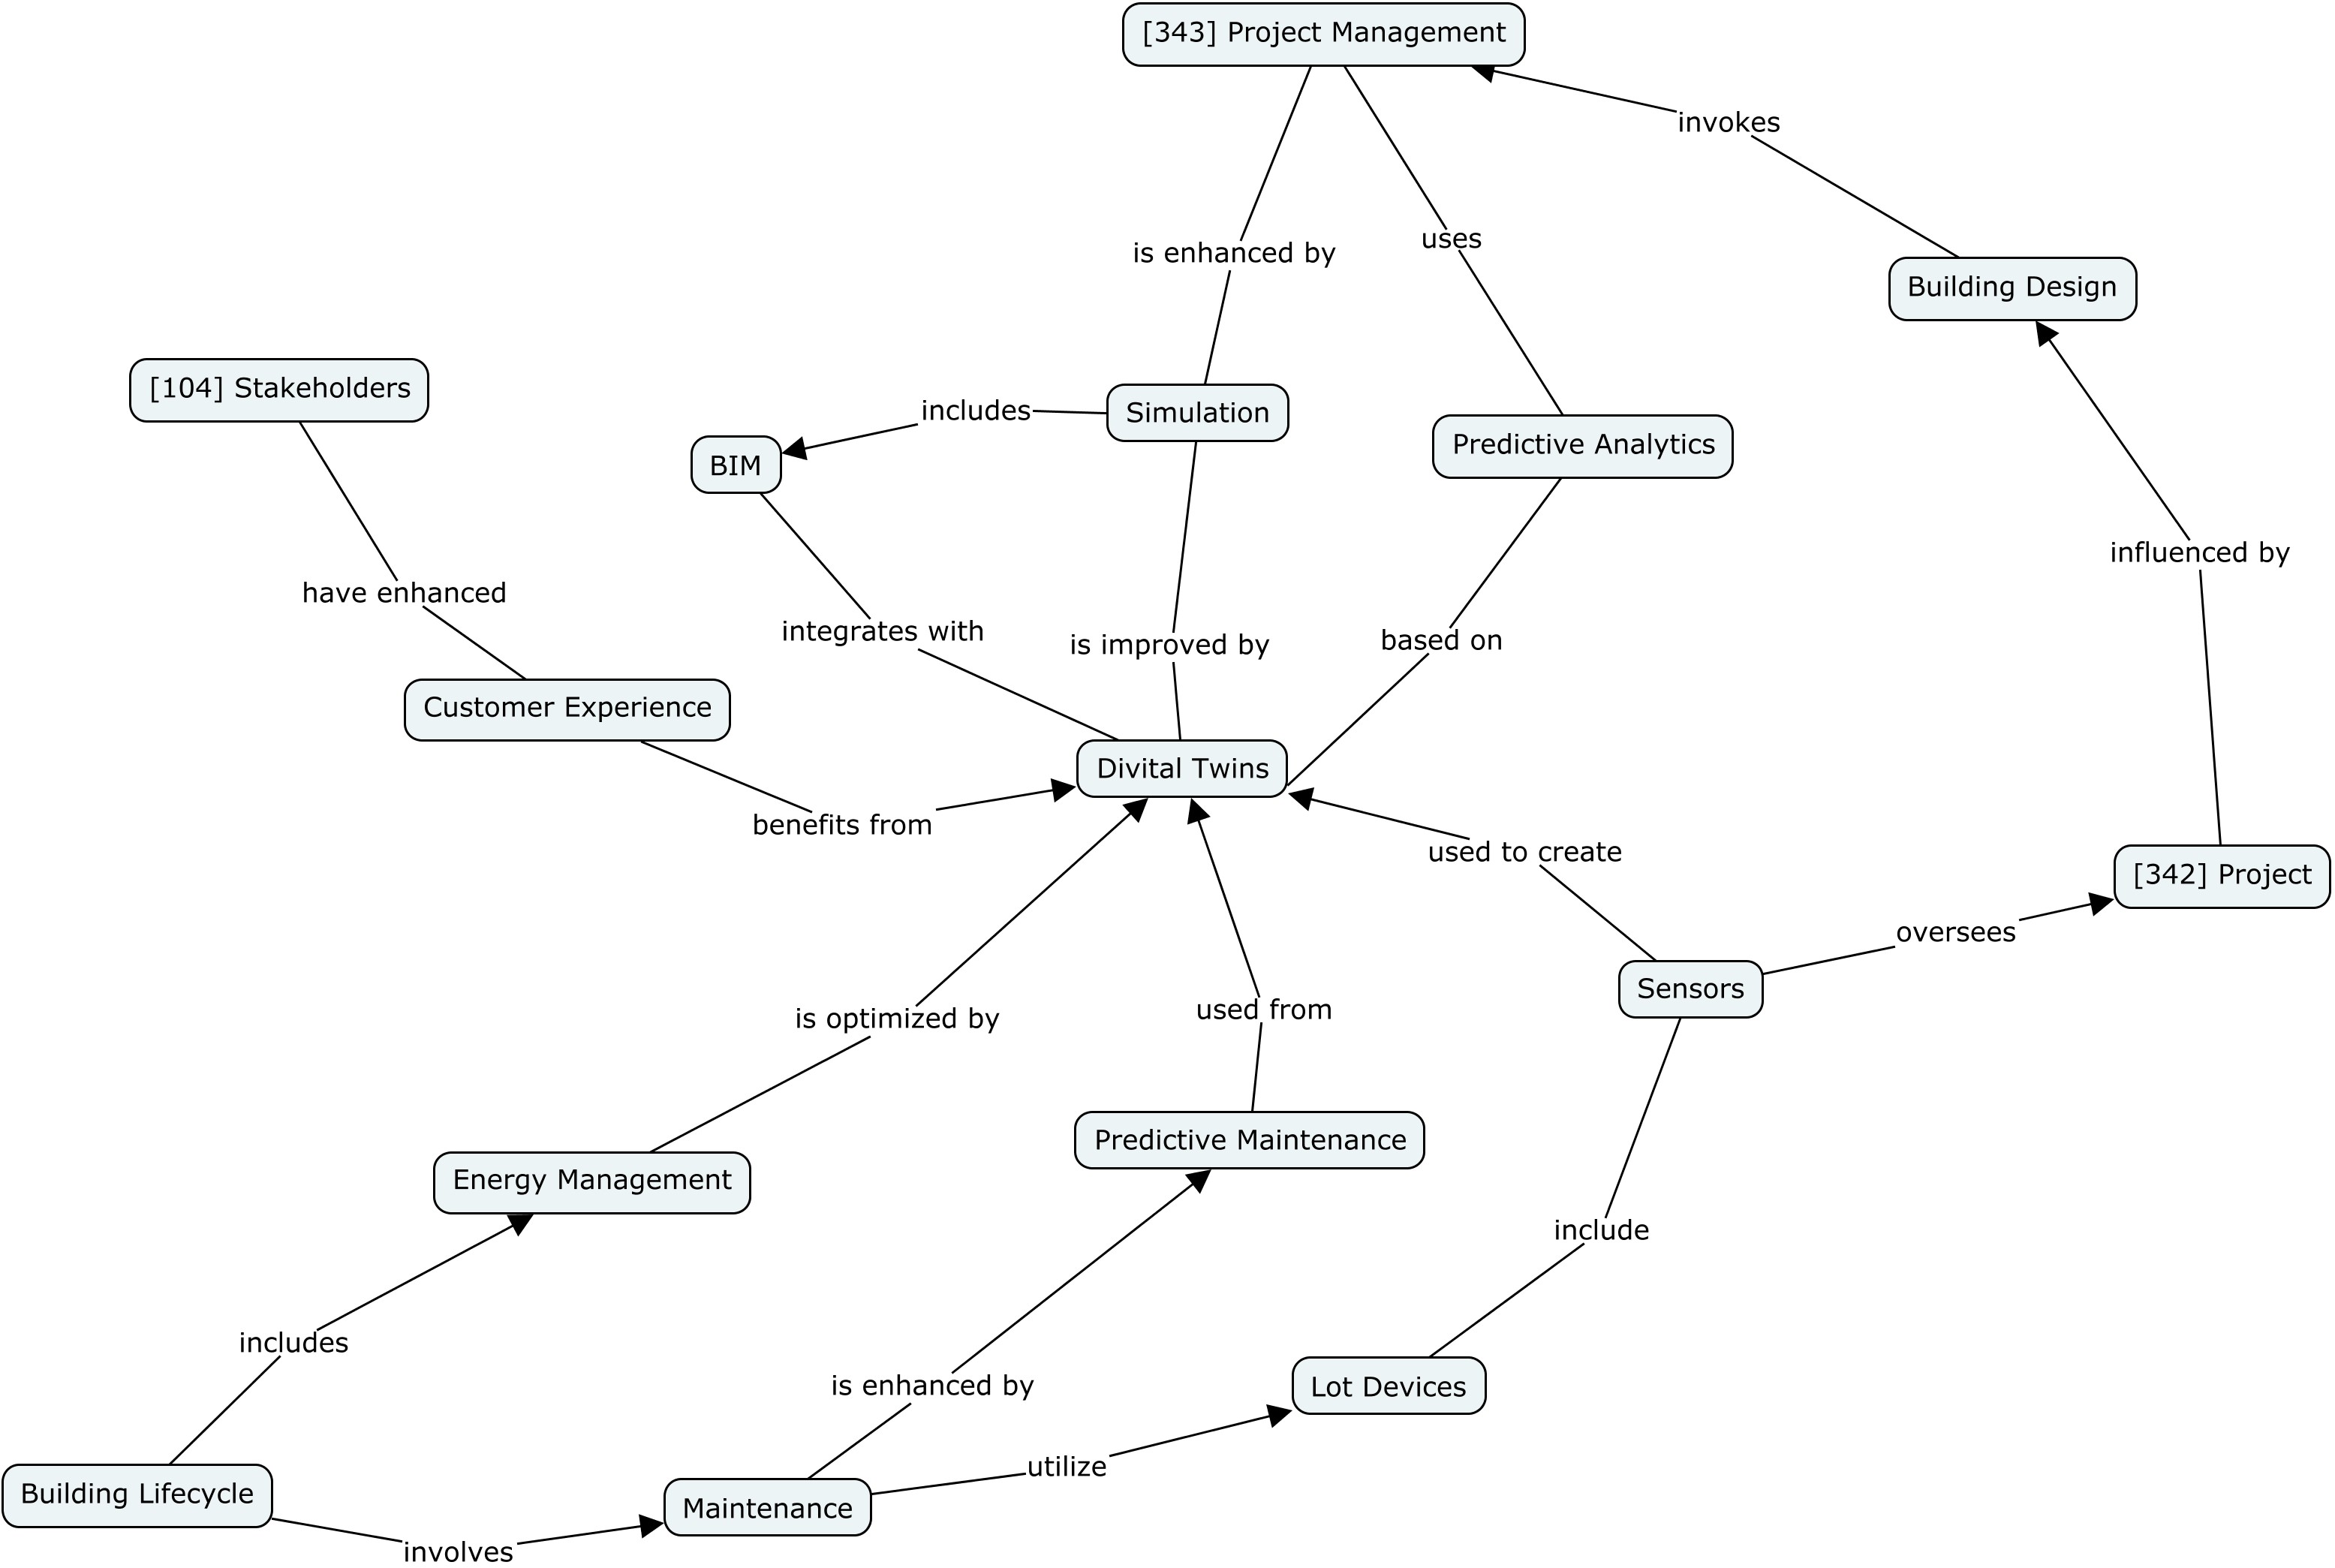 [343] Project Management
invokes
is enhanced by
uses
Building Design
[104] Stakeholders
includes
Simulation
BIM
Predictive Analytics
influenced by
have enhanced
integrates with
is improved by
based on
Customer Experience
Divital Twins
benefits from
used to create
[342] Project
oversees
Sensors
is optimized by
used from
Predictive Maintenance
Energy Management
include
includes
is enhanced by
Lot Devices
utilize
Building Lifecycle
Maintenance
involves